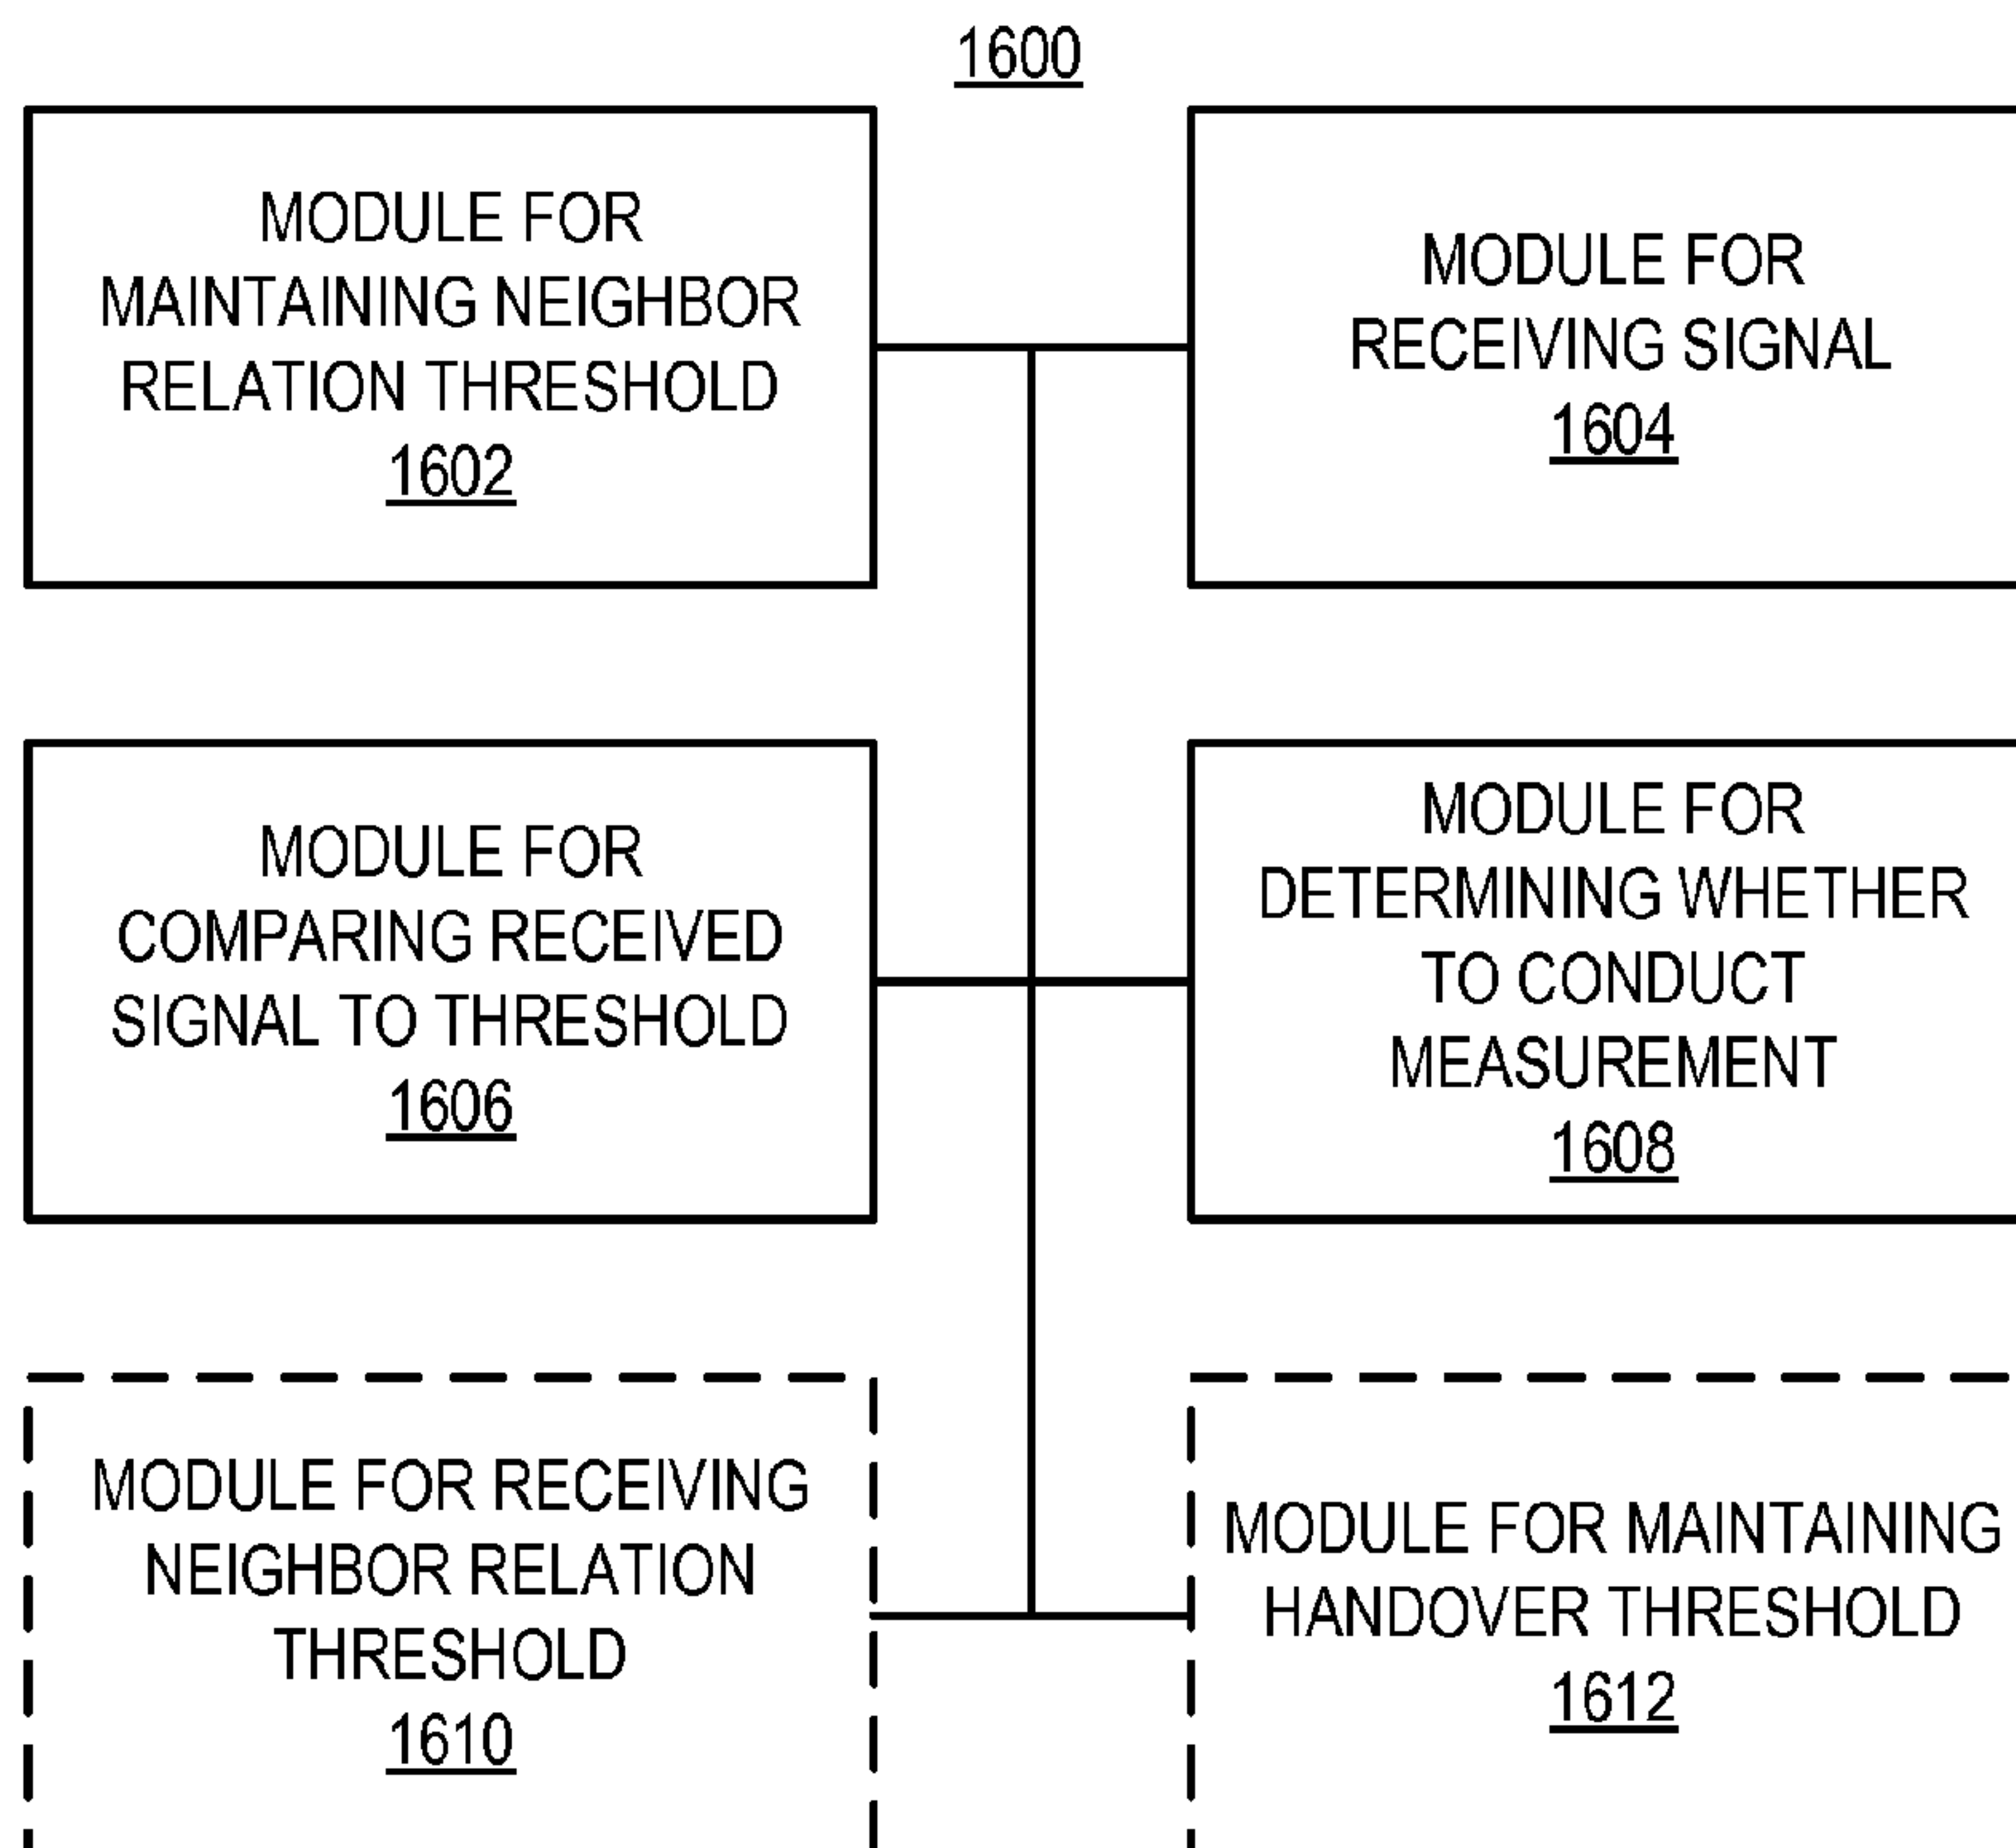 1600
MODULE FOR
MAINTAINING NEIGHBOR
RELATION THRESHOLD
1602
MODULE FOR
RECEIVING SIGNAL
1604
MODULE FOR
COMPARING RECEIVED
SIGNAL TO THRESHOLD
1606
MODULE FOR
DETERMINING WHETHER
TO CONDUCT
MEASUREMENT
1608
MODULE FOR RECEIVING
NEIGHBOR RELATION
THRESHOLD
1610
MODULE FOR MAINTAINING
HANDOVER THRESHOLD
1612